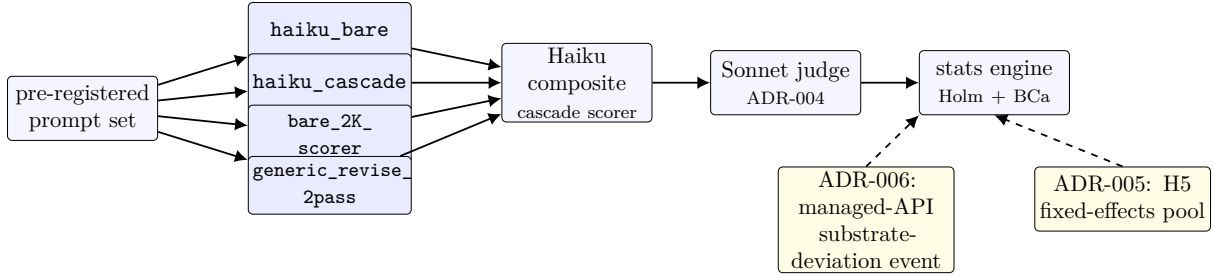 pre-registered
prompt set
haiku_bare
haiku_cascade
bare_2K_
scorer
generic_revise_
2pass
Haiku
composite
cascade scorer
Sonnet judge
ADR-004
stats engine
Holm + BCa
ADR-006:
managed-API
substrate-
deviation event
ADR-005: H5
fixed-effects pool